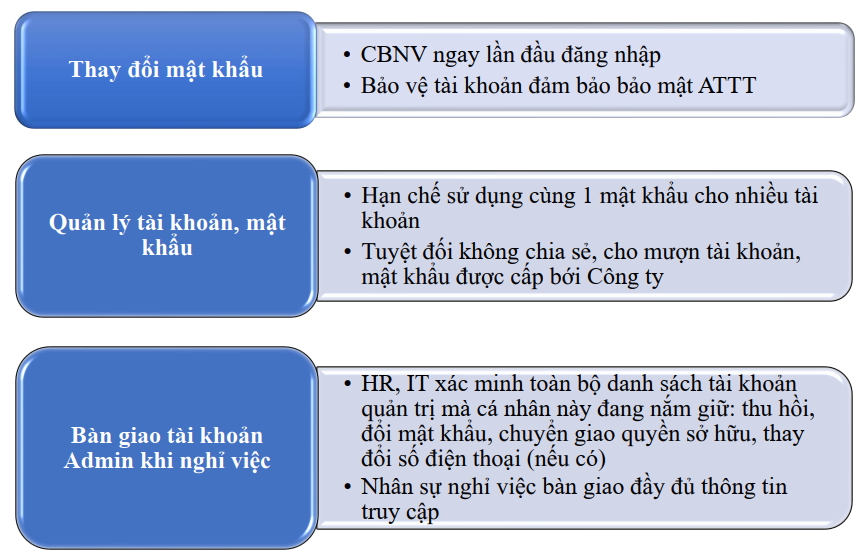 Thay đổi mật khẩu
• CBNV ngay lần đầu đăng nhập
• Bảo vệ tài khoản đảm bảo bảo mật ATTT
Quản lý tài khoản, mật
khẩu
• Hạn chế sử dụng cùng 1 mật khẩu cho nhiều tài
khoản
• Tuyệt đối không chia sẻ, cho mượn tài khoản,
mật khẩu được cấp bới Công ty
Bàn giao tài khoản
Admin khi nghỉ việc
• HR, IT xác minh toàn bộ danh sách tài khoản
quản trị mà cá nhân này đang nắm giữ: thu hồi,
đổi mật khẩu, chuyển giao quyền sở hữu, thay
đổi số điện thoại (nếu có)
• Nhân sự nghỉ việc bàn giao đầy đủ thông tin
truy cập